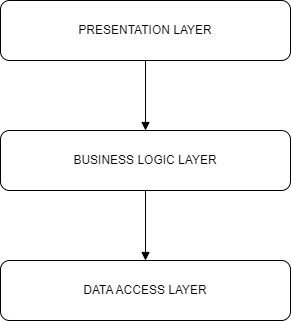 PRESENTATION LAYER
BUSINESS LOGIC LAYER
DATA ACCESS LAYER